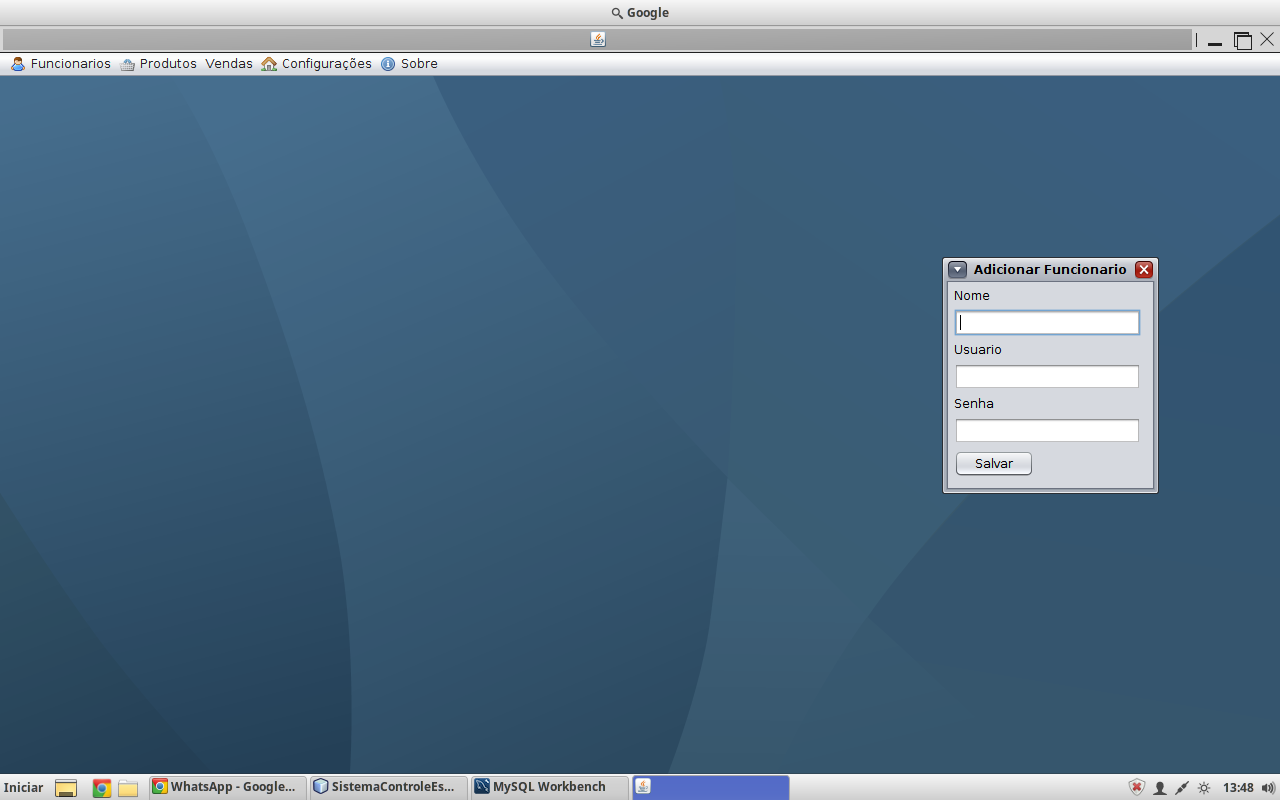 Google
Funcionarios Produtos Vendas Configurações Sobre
Adicionar Funcionario
Nome
Usuario
Senha
Salvar
Iniciar WhatsApp - Google... SistemaControleEs... MySQL Workbench 13:48